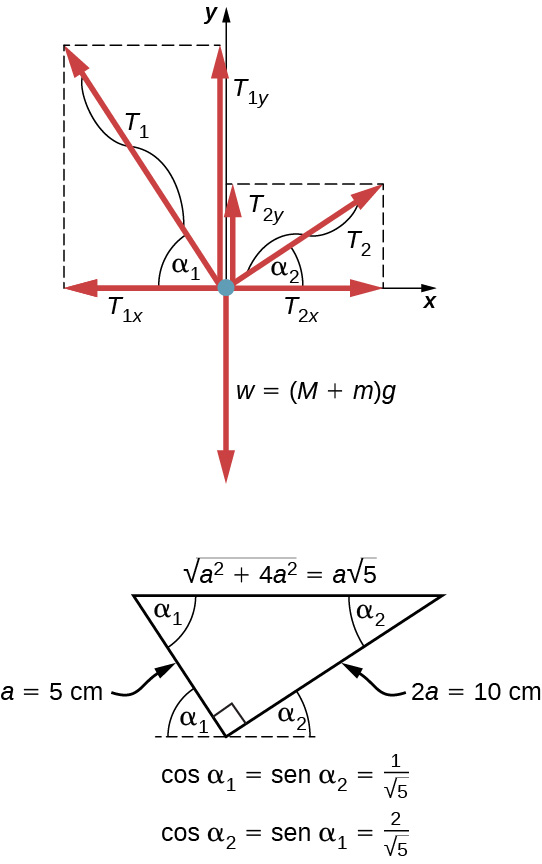 y
T₁y
T₁
T₂y
T₂
α₁
α₂
T₁x
T₂x
x
w = (M + m)g
√a² + 4a² = a√5
α₁
α₂
a = 5 cm
2a = 10 cm
α₁
α₂
cos α₁ = sen α₂ = 1/√5
cos α₂ = sen α₁ = 2/√5